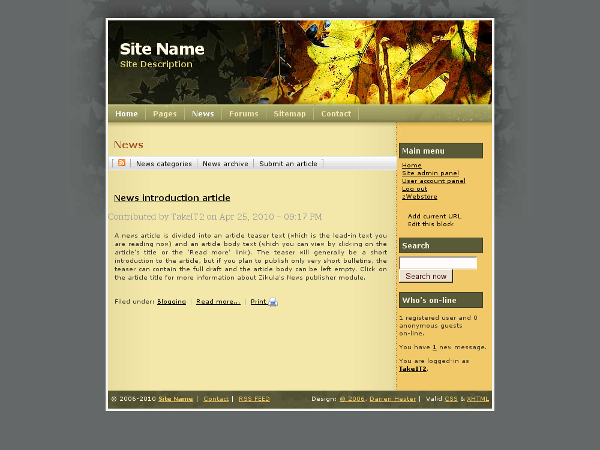 Site Name
Site Description
Home Pages News Forums Sitemap Contact
News
News categories News archive Submit an article
News introduction article
Contributed by TakeIT2 on Apr 25, 2010 - 09:17 PM
A news article is divided into an article teaser text (which is the lead-in text you
are reading now) and an article body text (which you can view by clicking on the
article's title or the 'Read more' link). The teaser will generally be a short
introduction to the article, but if you plan to publish only very short bulletins, the
teaser can contain the full draft and the article body can be left empty. Click on
the article title for more information about Zikula's News publisher module.
Filed under: Blogging | Read more... | Print
Main menu
Home
Site admin panel
User account panel
Log out
zWebstore
Add current URL
Edit this block
Search
Search now
Who's on-line
1 registered user and 0
anonymous guests
on-line.
You have 1 new message.
You are logged-in as
TakeIT2.
© 2006-2010 Site Name | Contact | RSS FEED
Design: © 2006, Darren Hester | Valid CSS & XHTML